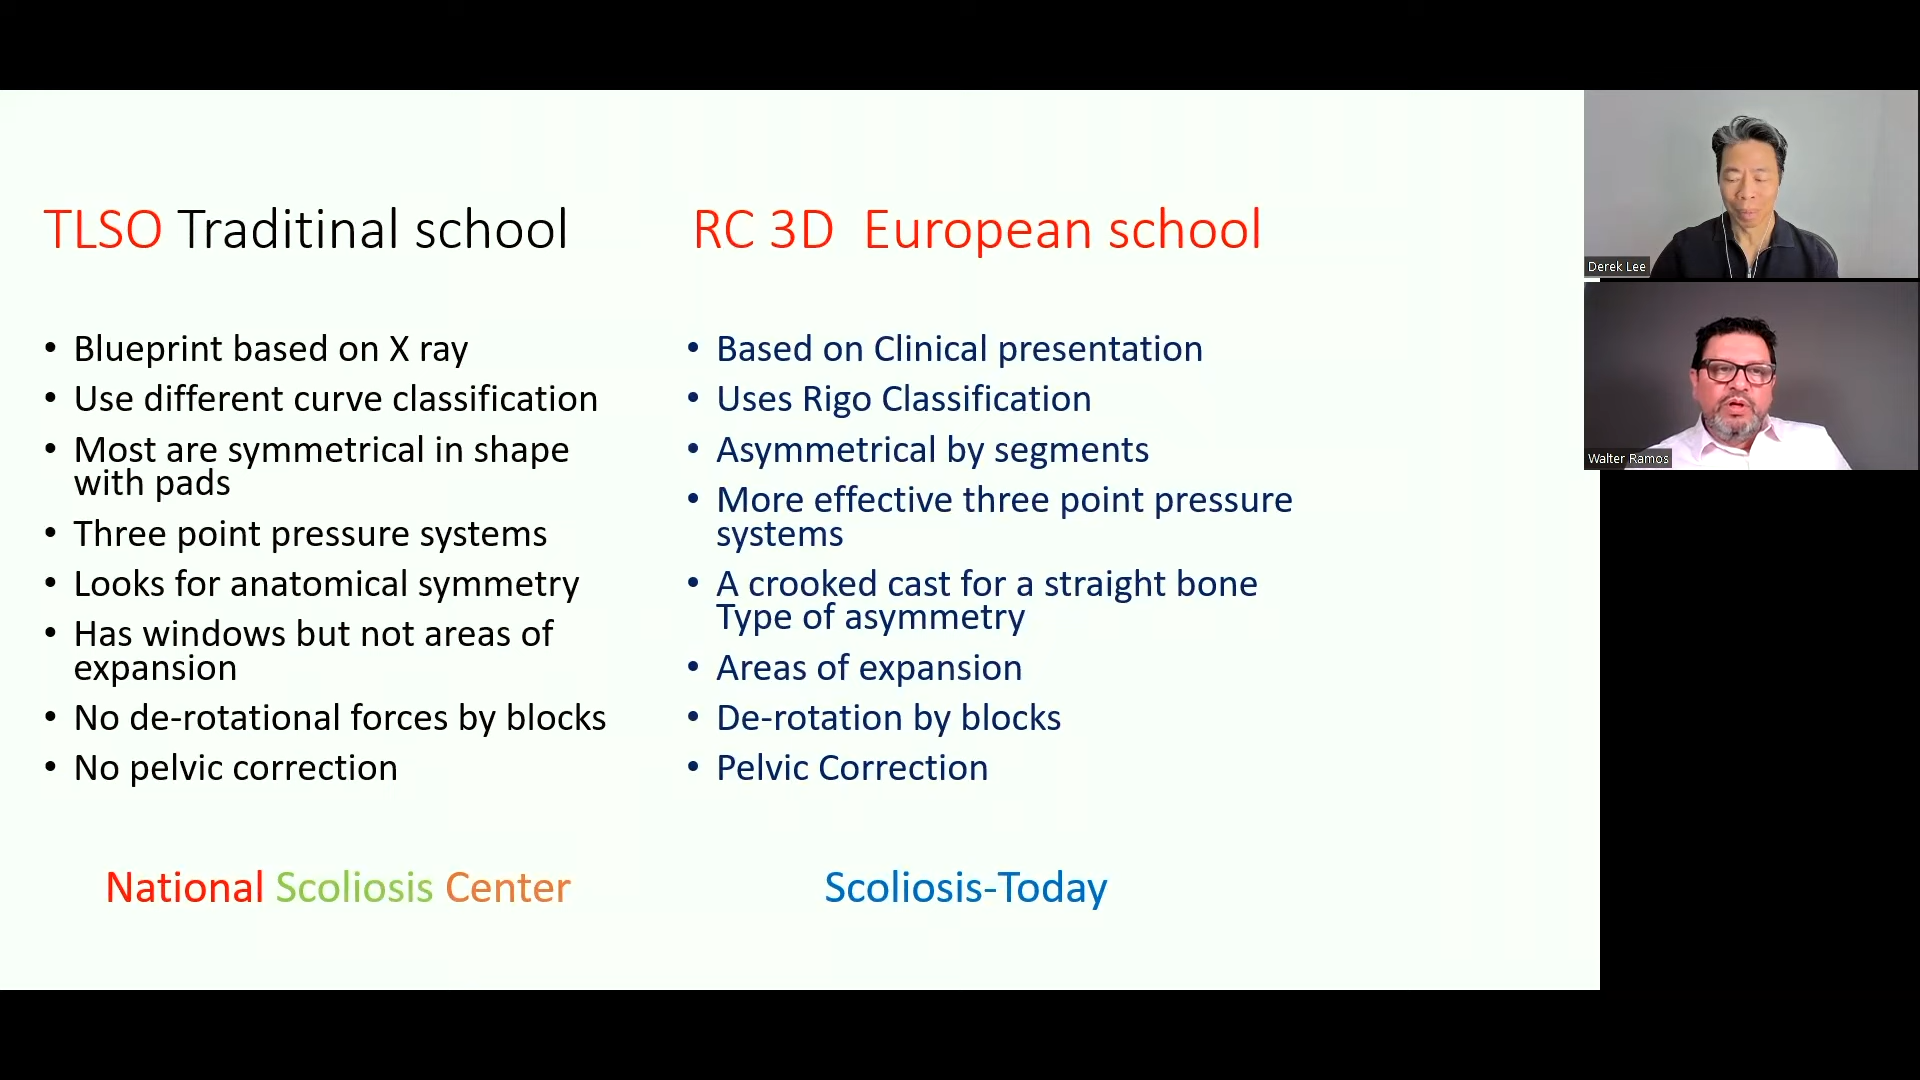 TLSO Traditinal school
• Blueprint based on X ray
• Use different curve classification
• Most are symmetrical in shape
with pads
• Three point pressure systems
• Looks for anatomical symmetry
• Has windows but not areas of
expansion
• No de-rotational forces by blocks
• No pelvic correction
National Scoliosis Center
RC 3D  European school
• Based on Clinical presentation
• Uses Rigo Classification
• Asymmetrical by segments
• More effective three point pressure
systems
• A crooked cast for a straight bone
Type of asymmetry
• Areas of expansion
• De-rotation by blocks
• Pelvic Correction
Scoliosis-Today
Derek Lee
Walter Ramos